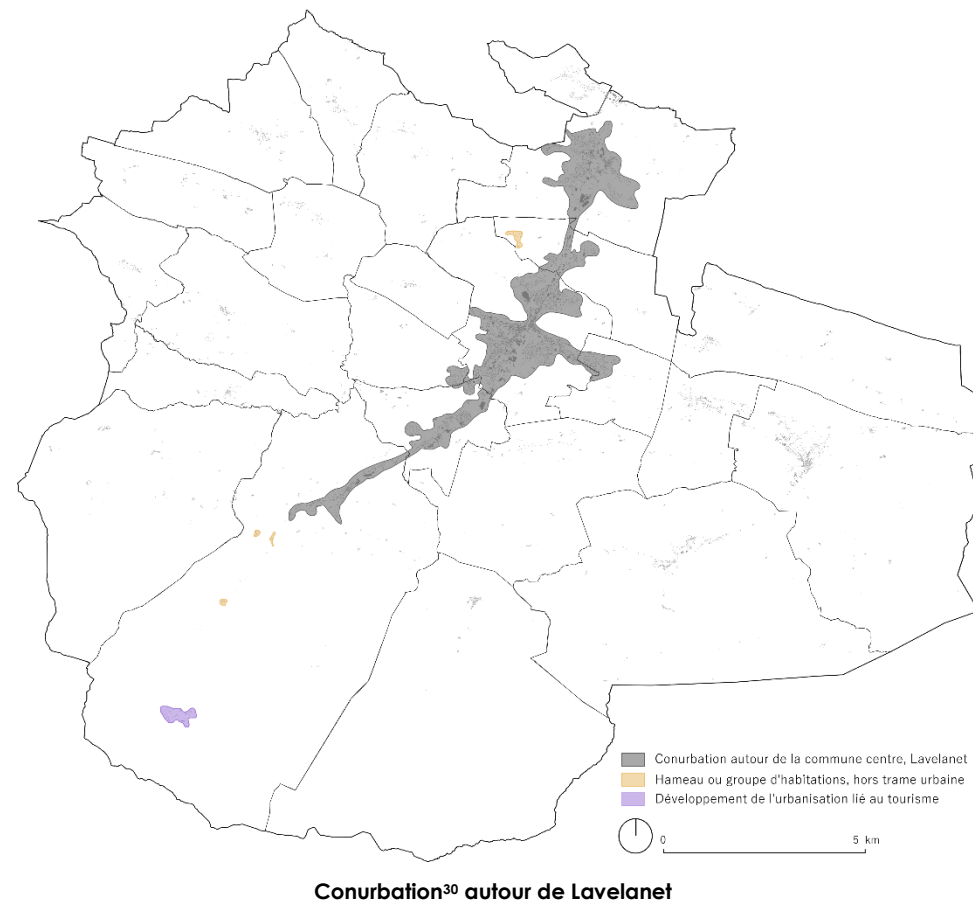 Conurbation autour de la commune centre, Lavelanet
Hameau ou groupe d'habitations, hors trame urbaine
Développement de l'urbanisation lié au tourisme
0 5 km
Conurbation³⁰ autour de Lavelanet